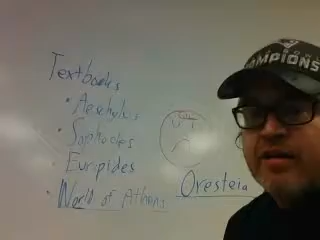 Textbooks
• Aeschylus
• Sophocles
• Euripides
• World of Athens
Oresteia
CHAMPIONS